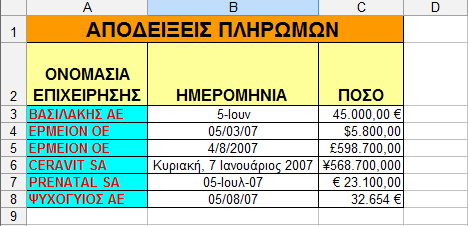 A B C D
1 ΑΠΟΔΕΙΞΕΙΣ ΠΛΗΡΩΜΩΝ
ΟΝΟΜΑΣΙΑ
2 ΕΠΙΧΕΙΡΗΣΗΣ ΗΜΕΡΟΜΗΝΙΑ ΠΟΣΟ
3 ΒΑΣΙΛΑΚΗΣ ΑΕ 5-Ιουν 45.000,00 €
4 ΕΡΜΕΙΟΝ ΟΕ 05/03/07 $5.800,00
5 ΕΡΜΕΙΟΝ ΟΕ 4/8/2007 £598.700,00
6 CERAVIT SA Κυριακή, 7 Ιανουάριος 2007 ¥568.700,000
7 PRENATAL SA 05-Ιουλ-07 € 23.100,00
8 ΨΥΧΟΓΥΙΟΣ ΑΕ 05/08/07 32.654 €
9